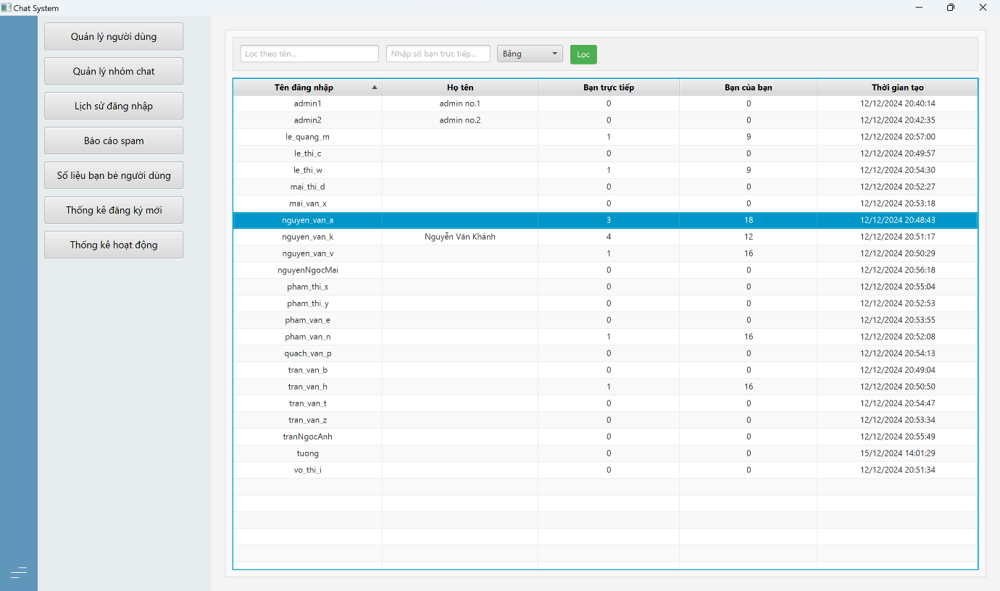 Chat System
Quản lý người dùng
Quản lý nhóm chat
Lịch sử đăng nhập
Báo cáo spam
Số liệu bạn bè người dùng
Thống kê đăng ký mới
Thống kê hoạt động
Lọc theo tên... Nhập số bạn trực tiếp... Bằng Lọc
Tên đăng nhập Họ tên Bạn trực tiếp Bạn của bạn Thời gian tạo
admin1 admin no.1 0 0 12/12/2024 20:40:14
admin2 admin no.2 0 0 12/12/2024 20:42:35
le_quang_m 1 9 12/12/2024 20:57:00
le_thi_c 0 0 12/12/2024 20:49:57
le_thi_w 1 9 12/12/2024 20:54:30
mai_thi_d 0 0 12/12/2024 20:52:27
mai_van_x 0 0 12/12/2024 20:53:18
nguyen_van_a 3 18 12/12/2024 20:48:43
nguyen_van_k Nguyễn Văn Khánh 4 12 12/12/2024 20:51:17
nguyen_van_v 1 16 12/12/2024 20:50:29
nguyenNgocMai 0 0 12/12/2024 20:56:18
pham_thi_s 0 0 12/12/2024 20:55:04
pham_thi_y 0 0 12/12/2024 20:52:53
pham_van_e 0 0 12/12/2024 20:53:55
pham_van_n 1 16 12/12/2024 20:52:08
quach_van_p 0 0 12/12/2024 20:54:13
tran_van_b 0 0 12/12/2024 20:49:04
tran_van_h 1 16 12/12/2024 20:50:50
tran_van_t 0 0 12/12/2024 20:54:47
tran_van_z 0 0 12/12/2024 20:53:34
tranNgocAnh 0 0 12/12/2024 20:55:49
tuong 0 0 15/12/2024 14:01:29
vo_thi_i 0 0 12/12/2024 20:51:34